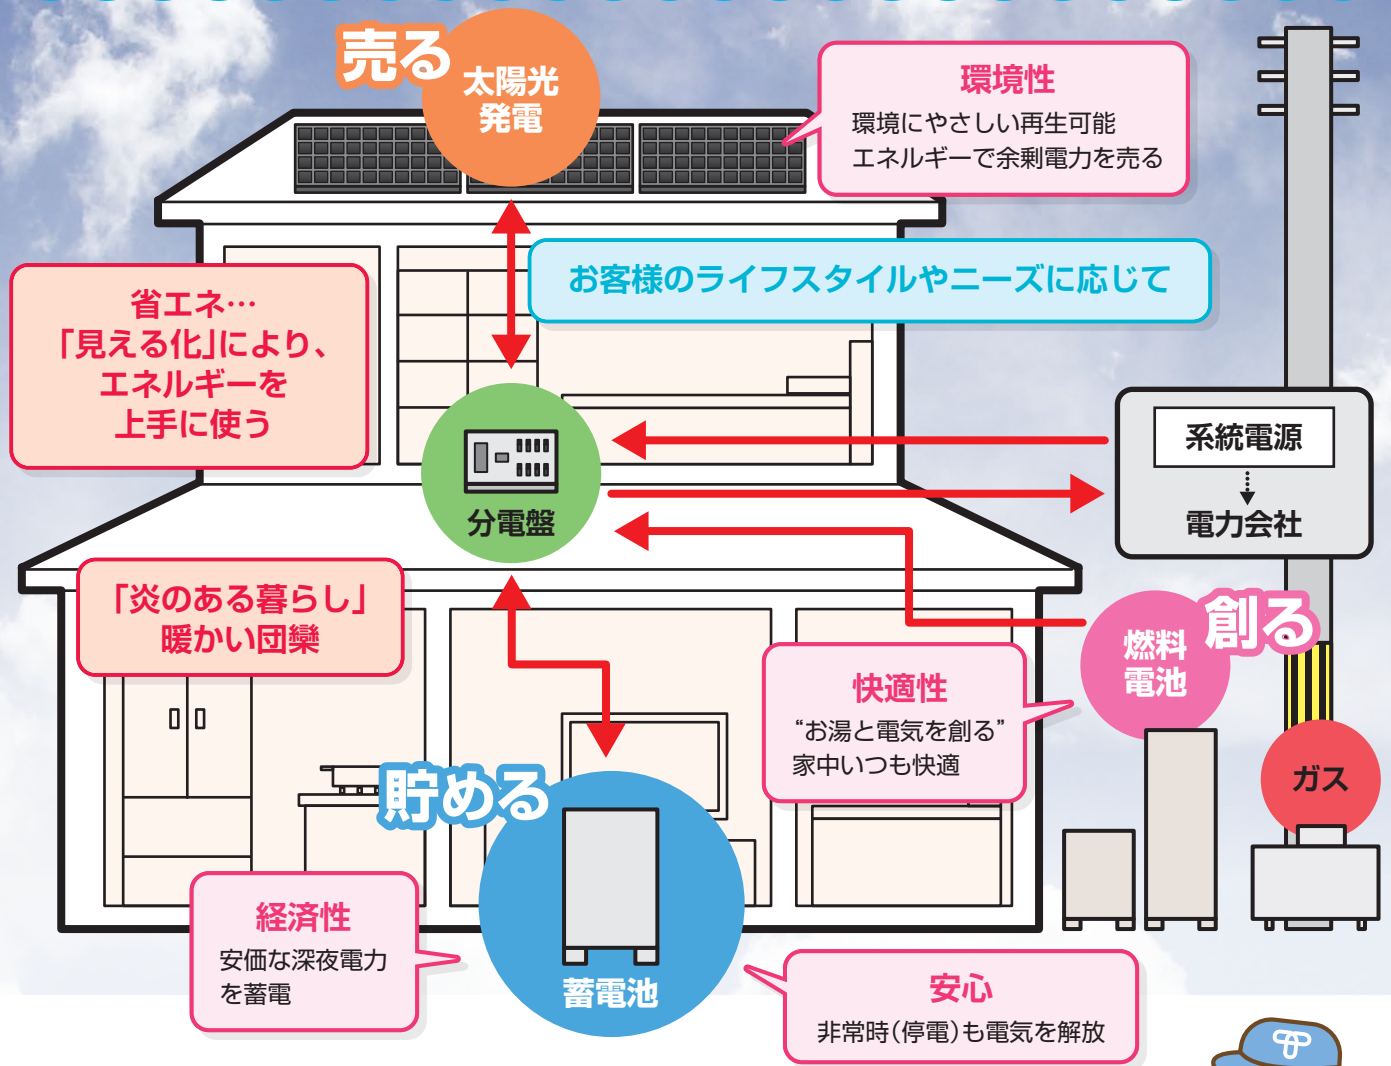 売る
太陽光
発電
環境性
環境にやさしい再生可能
エネルギーで余剰電力を売る
お客様のライフスタイルやニーズに応じて
省エネ…
「見える化」により、
エネルギーを
上手に使う
分電盤
系統電源
電力会社
「炎のある暮らし」
暖かい団欒
創る
燃料
電池
快適性
“お湯と電気を創る”
家中いつも快適
ガス
貯める
蓄電池
経済性
安価な深夜電力
を蓄電
安心
非常時(停電)も電気を解放